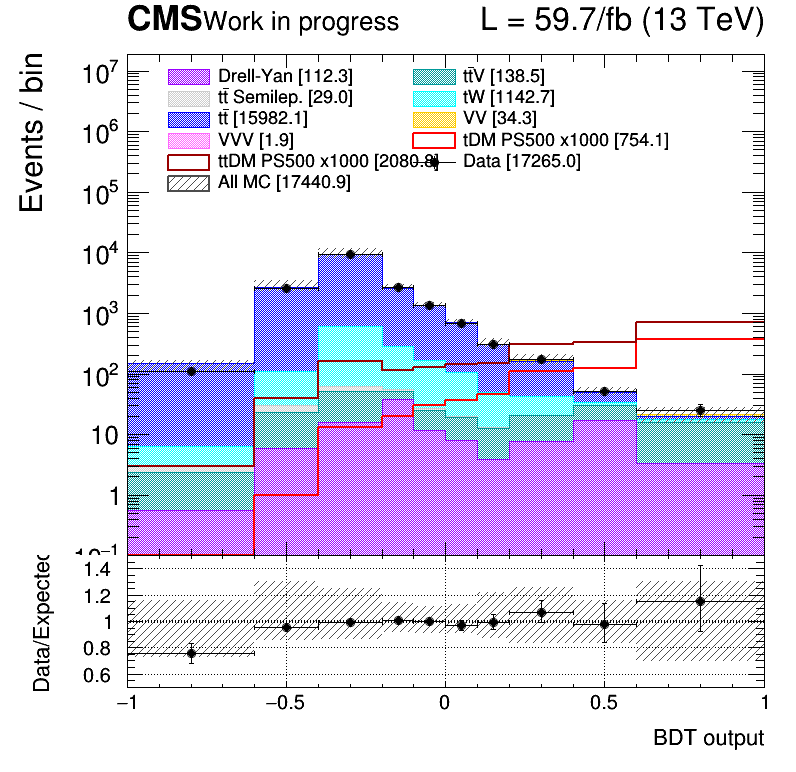 CMS Work in progress L = 59.7/fb (13 TeV)
Events / bin
10⁷
10⁶
10⁵
10⁴
10³
10²
10
1
10⁻¹
Drell-Yan [112.3] tt̄V [138.5]
tt̄ Semilep. [29.0] tW [1142.7]
tt̄ [15982.1] VV [34.3]
VVV [1.9] tDM PS500 x1000 [754.1]
ttDM PS500 x1000 [2080.8] Data [17265.0]
All MC [17440.9]
Data/Expected
1.4
1.2
1
0.8
0.6
−1 −0.5 0 0.5 1
BDT output